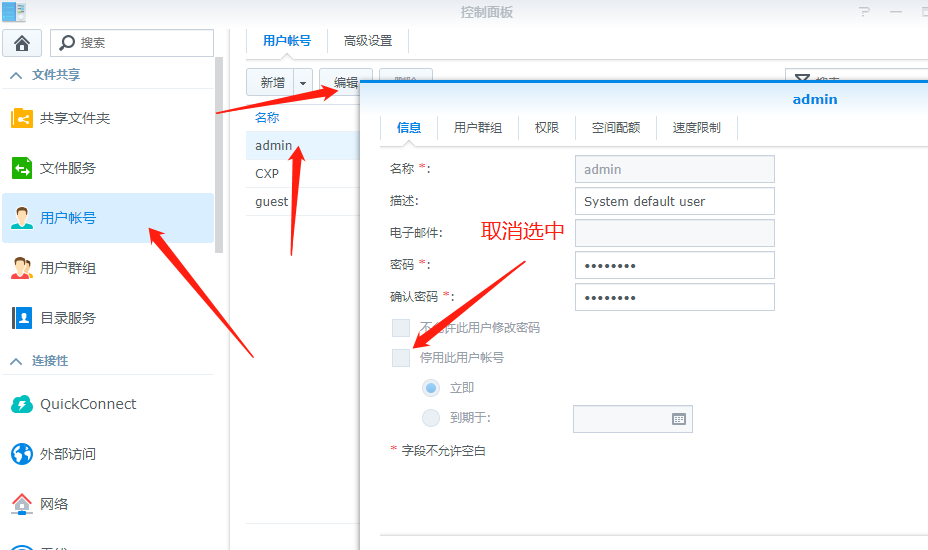 控制面板
搜索
文件共享
共享文件夹
文件服务
用户帐号
用户群组
目录服务
连接性
QuickConnect
外部访问
网络
用户帐号
高级设置
新增
编辑
删除
搜索
名称
admin
CXP
guest
admin
信息
用户群组
权限
空间配额
速度限制
名称 *:
admin
描述:
System default user
电子邮件:
取消选中
密码 *:
••••••••
确认密码 *:
••••••••
不允许此用户修改密码
停用此用户帐号
立即
到期于:
* 字段不允许空白